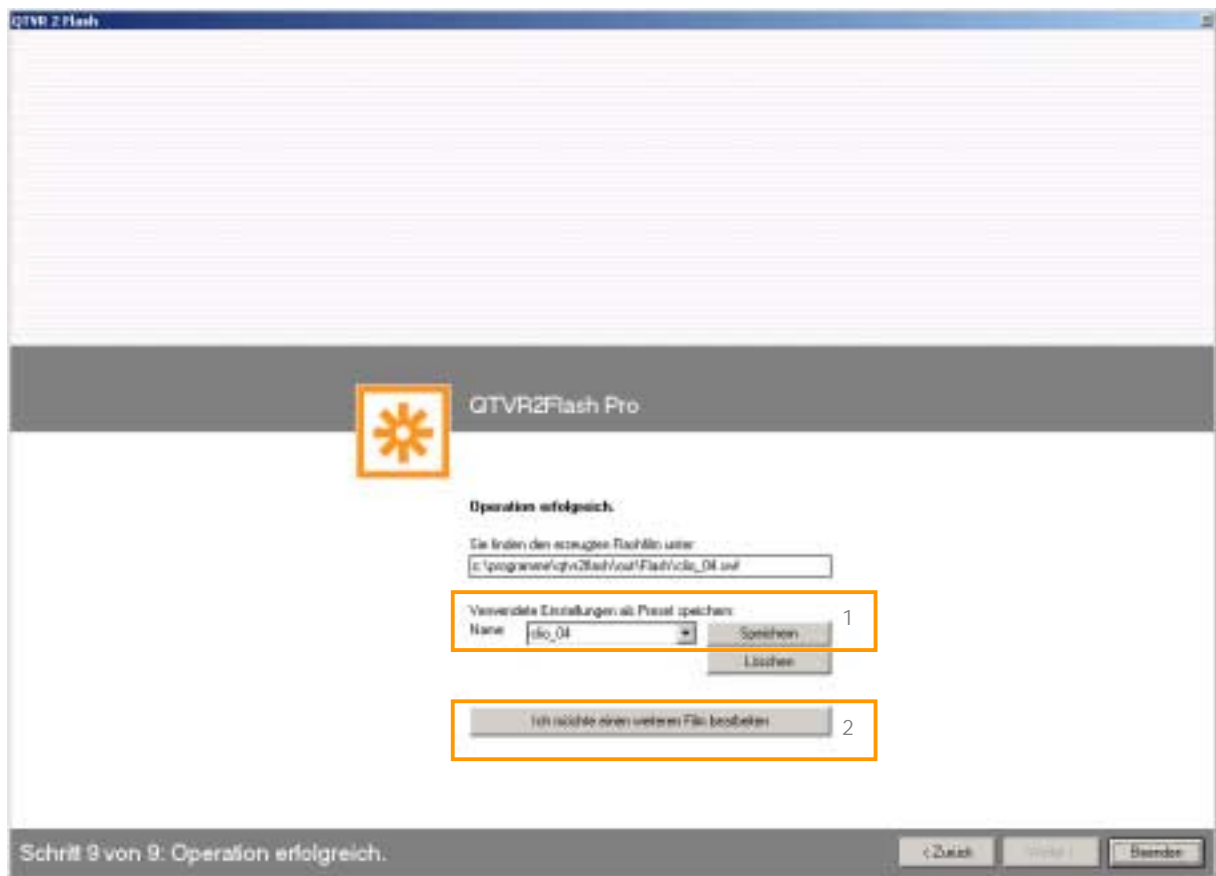 QTVR 2 Flash
QTVR2Flash Pro
Operation erfolgreich.
Sie finden den erzeugten Flashfilm unter
c:\programme\qtvr2flash\out\Flash\clio_04.swf
Verwendete Einstellungen als Preset speichern:
Name clio_04 Speichern 1
Löschen
Ich möchte einen weiteren Film bearbeiten 2
Schritt 9 von 9: Operation erfolgreich.
< Zurück Weiter > Beenden